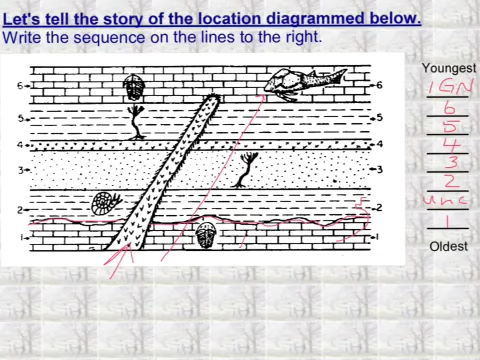 Let's tell the story of the location diagrammed below.
Write the sequence on the lines to the right.
Youngest
IGN
6
5
4
3
2
unc
1
Oldest
6 6
5 5
4 4
3 3
2 2
1 1